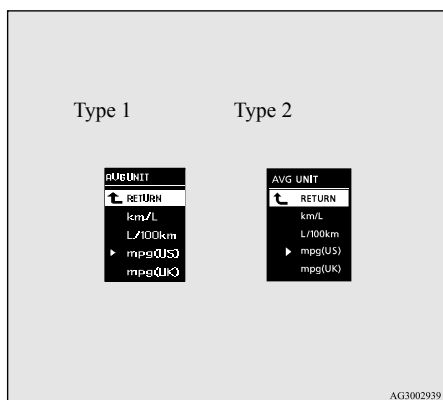 Type 1
Type 2
AVG UNIT
RETURN
km/L
L/100km
mpg(US)
mpg(UK)
AVG UNIT
RETURN
km/L
L/100km
mpg(US)
mpg(UK)
AG3002939